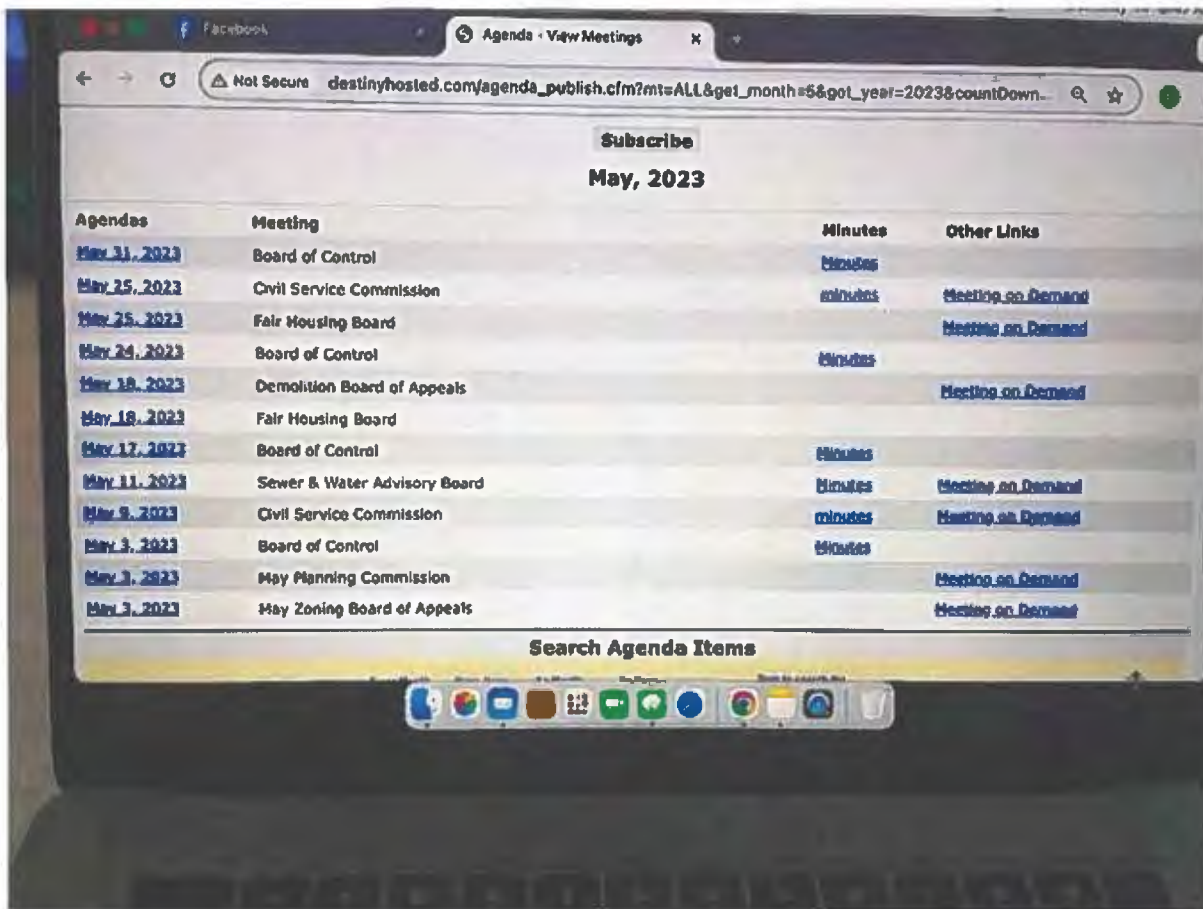 Facebook
Agenda - View Meetings
Not Secure destinyhosted.com/agenda_publish.cfm?mt=ALL&get_month=5&got_year=2023&countDown...
Subscribe
May, 2023
Agendas Meeting Minutes Other Links
May 31, 2023 Board of Control Minutes
May 25, 2023 Civil Service Commission minutes Meeting on Demand
May 25, 2023 Fair Housing Board Meeting on Demand
May 24, 2023 Board of Control Minutes
May 18, 2023 Demolition Board of Appeals Meeting on Demand
May 18, 2023 Fair Housing Board
May 17, 2023 Board of Control Minutes
May 11, 2023 Sewer & Water Advisory Board Minutes Meeting on Demand
May 9, 2023 Civil Service Commission minutes Meeting on Demand
May 3, 2023 Board of Control Minutes
May 3, 2023 May Planning Commission Meeting on Demand
May 3, 2023 May Zoning Board of Appeals Meeting on Demand
Search Agenda Items